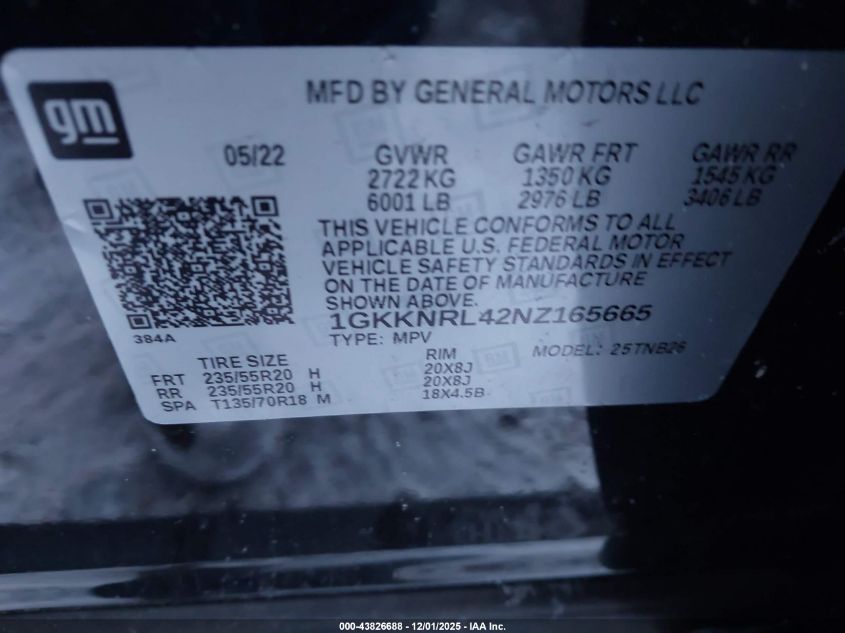 gm
MFD BY GENERAL MOTORS LLC
05/22 GVWR GAWR FRT GAWR RR
2722 KG 1350 KG 1545 KG
6001 LB 2976 LB 3406 LB
THIS VEHICLE CONFORMS TO ALL
APPLICABLE U.S. FEDERAL MOTOR
VEHICLE SAFETY STANDARDS IN EFFECT
ON THE DATE OF MANUFACTURE
SHOWN ABOVE.
1GKKNRL42NZ165665
384A
TYPE: MPV MODEL: 25TNB26
TIRE SIZE RIM
FRT 235/55R20 H 20X8J
RR 235/55R20 H 20X8J
SPA T135/70R18 M 18X4.5B
000-43826688 - 12/01/2025 - IAA Inc.